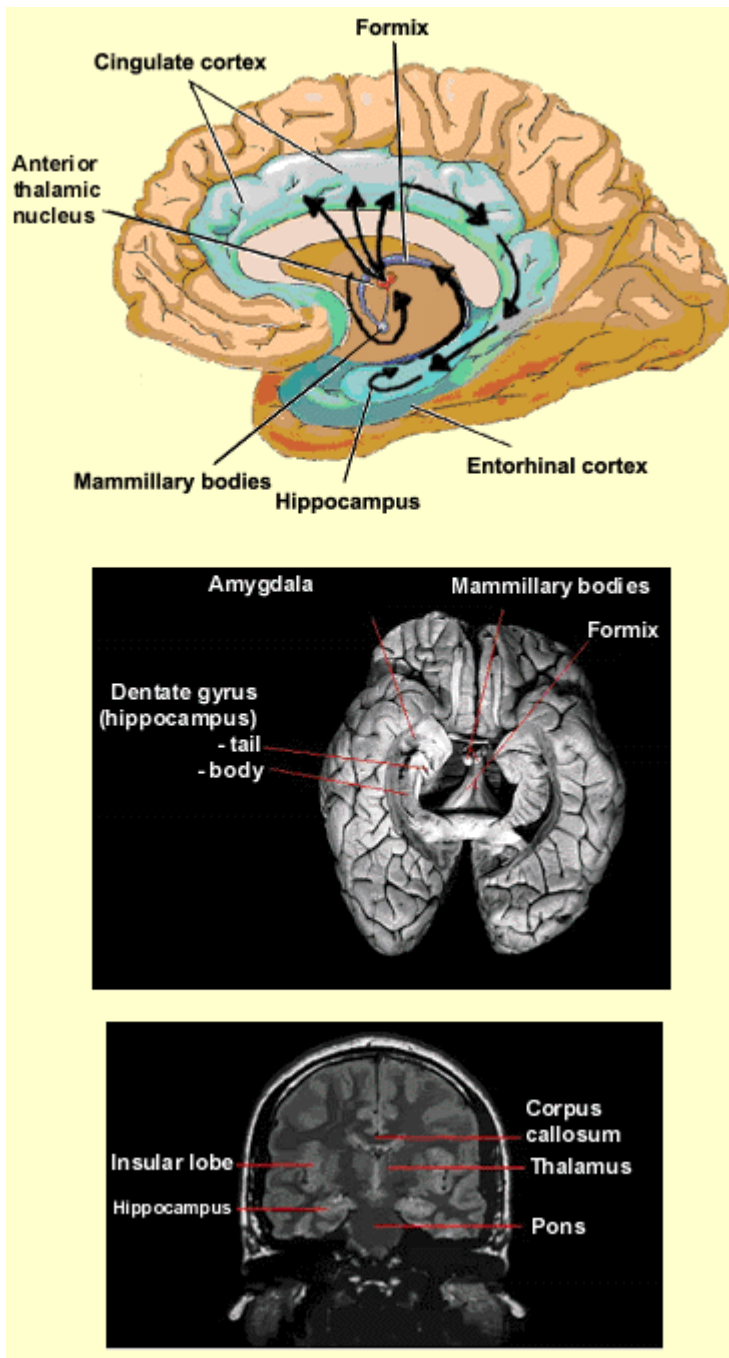 Formix
Cingulate cortex
Anterior
thalamic
nucleus
Entorhinal cortex
Mammillary bodies
Hippocampus
Amygdala
Mammillary bodies
Formix
Dentate gyrus
(hippocampus)
- tail
- body
Corpus
callosum
Insular lobe
Thalamus
Hippocampus
Pons